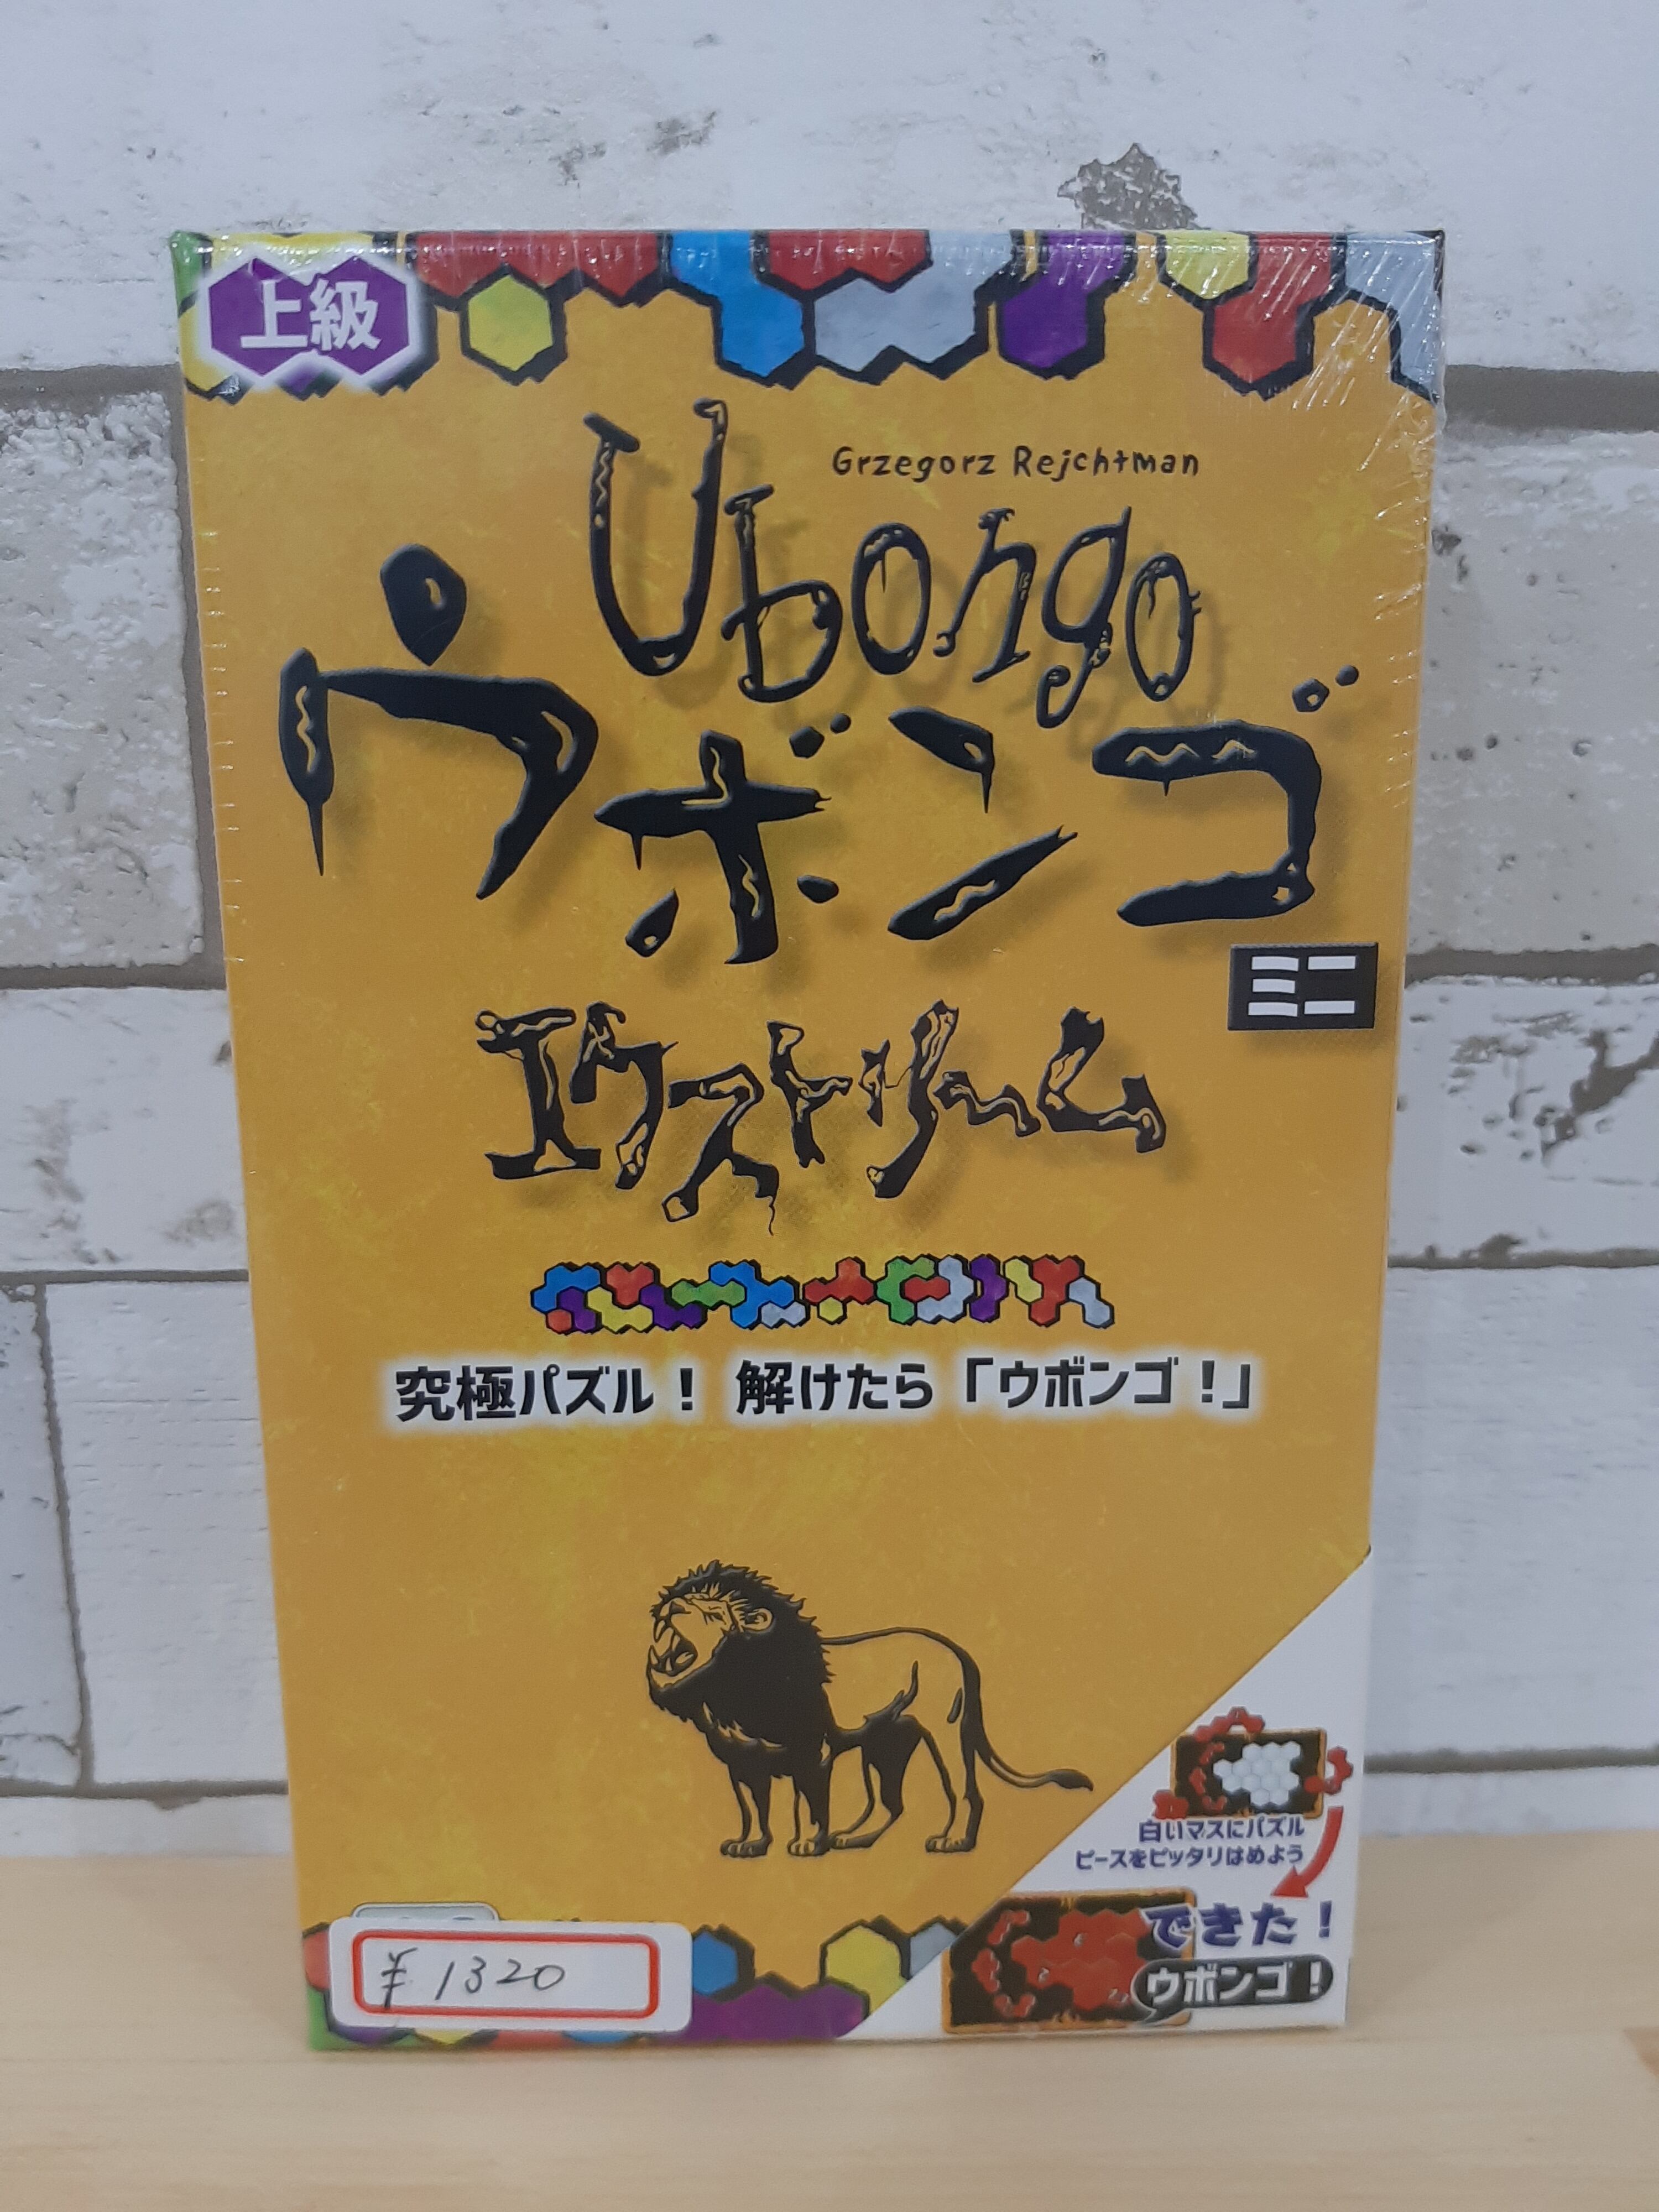 上級
Grzegorz Rejchtman
Ubongo
ウボンゴ
ミニ
エクストリーム
究極パズル！ 解けたら「ウボンゴ！」
白いマスにパズル
ピースをピッタリはめよう
できた！
ウボンゴ！
¥1320